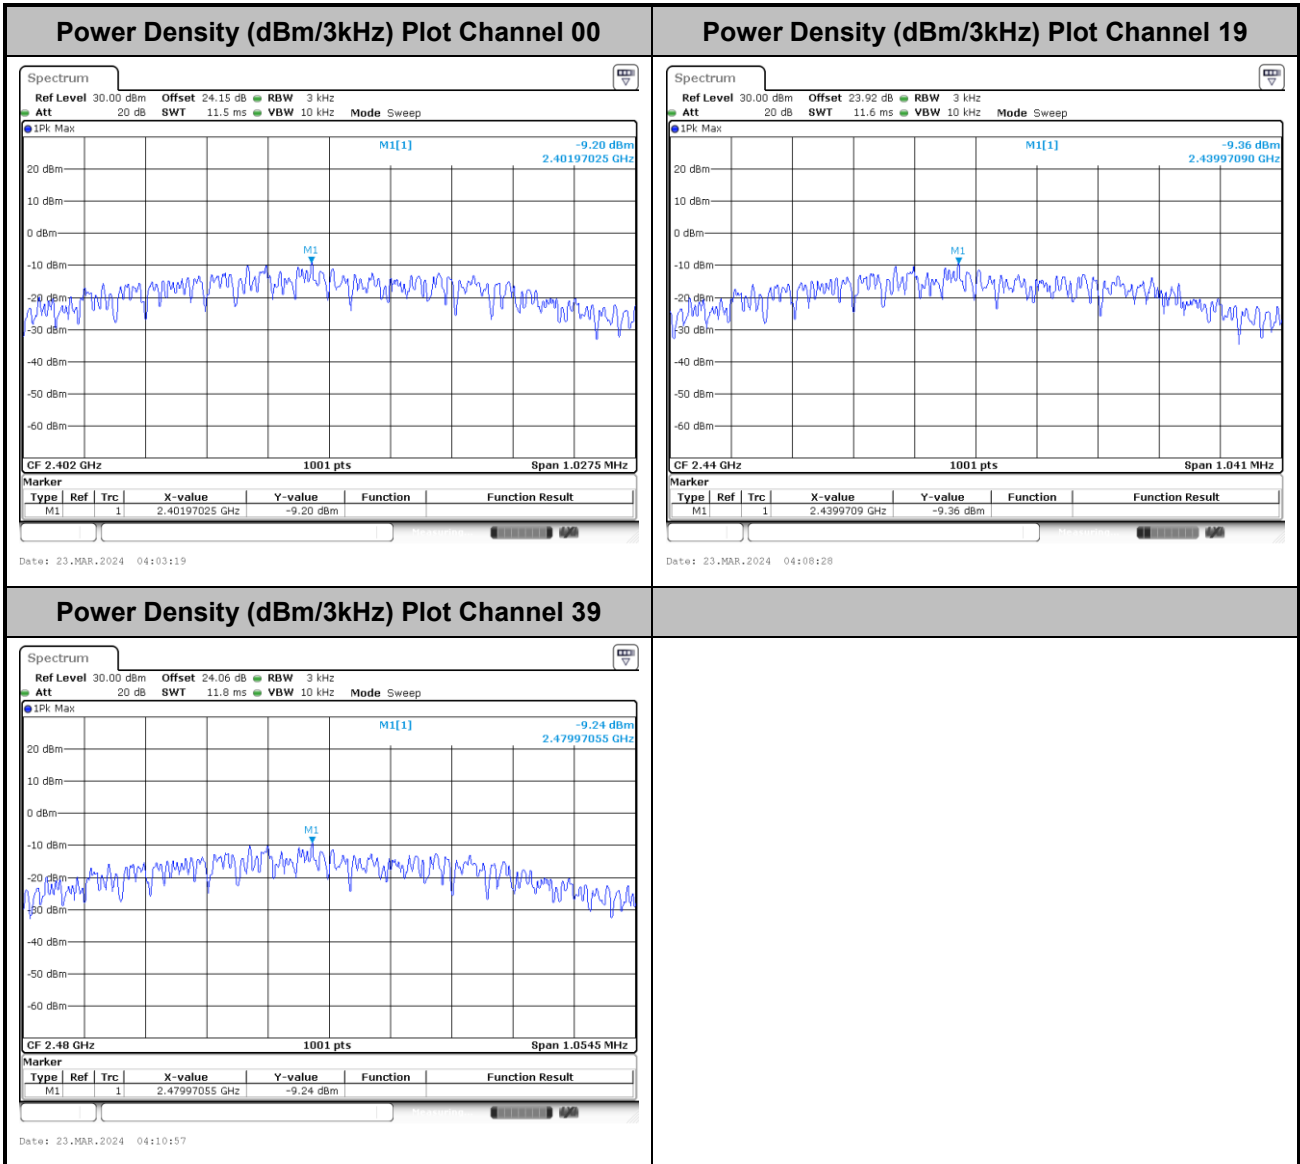 Power Density (dBm/3kHz) Plot Channel 00
Spectrum
Ref Level 30.00 dBm Offset 24.15 dB RBW 3 kHz
Att 20 dB SWT 11.5 ms VBW 10 kHz Mode Sweep
1Pk Max
M1[1] -9.20 dBm
2.40197025 GHz
20 dBm
10 dBm
0 dBm
M1
-10 dBm
-20 dBm
-30 dBm
-40 dBm
-50 dBm
-60 dBm
CF 2.402 GHz 1001 pts Span 1.0275 MHz
Marker
Type Ref Trc X-value Y-value Function Function Result
M1 1 2.40197025 GHz -9.20 dBm
Date: 23.MAR.2024 04:03:19
Power Density (dBm/3kHz) Plot Channel 19
Spectrum
Ref Level 30.00 dBm Offset 23.92 dB RBW 3 kHz
Att 20 dB SWT 11.6 ms VBW 10 kHz Mode Sweep
1Pk Max
M1[1] -9.36 dBm
2.43997090 GHz
20 dBm
10 dBm
0 dBm
M1
-10 dBm
-20 dBm
-30 dBm
-40 dBm
-50 dBm
-60 dBm
CF 2.44 GHz 1001 pts Span 1.041 MHz
Marker
Type Ref Trc X-value Y-value Function Function Result
M1 1 2.4399709 GHz -9.36 dBm
Date: 23.MAR.2024 04:08:28
Power Density (dBm/3kHz) Plot Channel 39
Spectrum
Ref Level 30.00 dBm Offset 24.06 dB RBW 3 kHz
Att 20 dB SWT 11.8 ms VBW 10 kHz Mode Sweep
1Pk Max
M1[1] -9.24 dBm
2.47997055 GHz
20 dBm
10 dBm
0 dBm
M1
-10 dBm
-20 dBm
-30 dBm
-40 dBm
-50 dBm
-60 dBm
CF 2.48 GHz 1001 pts Span 1.0545 MHz
Marker
Type Ref Trc X-value Y-value Function Function Result
M1 1 2.47997055 GHz -9.24 dBm
Date: 23.MAR.2024 04:10:57